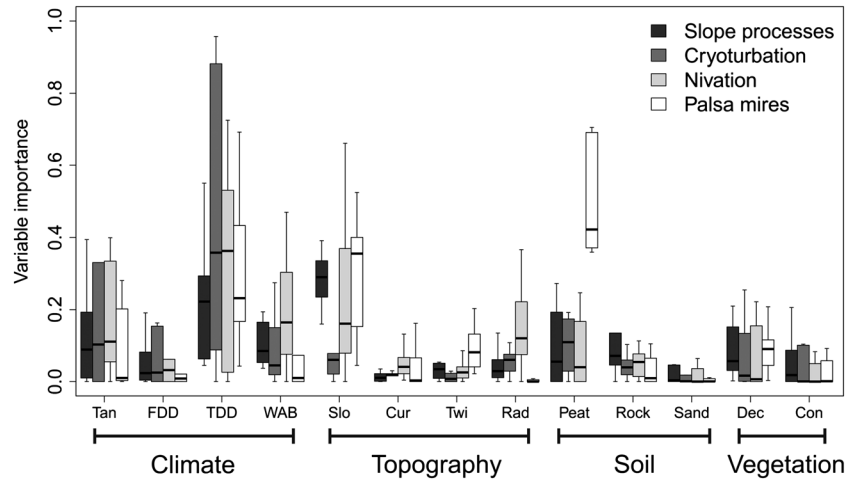 Variable importance
1.0
0.8
0.6
0.4
0.2
0.0
Slope processes
Cryoturbation
Nivation
Palsa mires
Tan FDD TDD WAB Slo Cur Twi Rad Peat Rock Sand Dec Con
Climate Topography Soil Vegetation